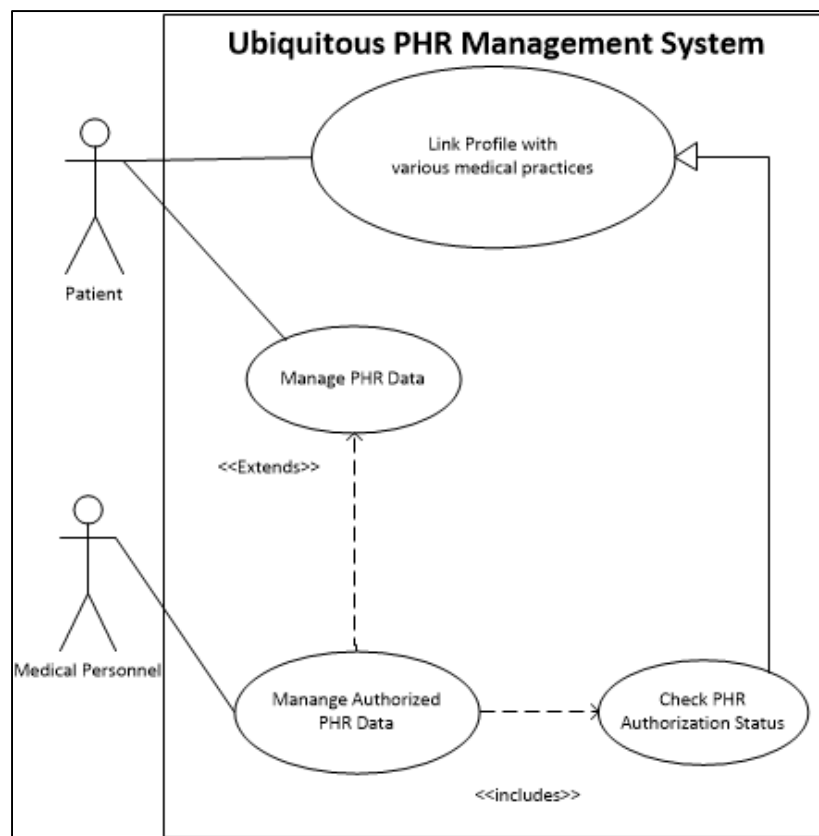 Ubiquitous PHR Management System
Link Profile with
various medical practices
Patient
Manage PHR Data
<<Extends>>
Medical Personnel
Manange Authorized
PHR Data
Check PHR
Authorization Status
<<includes>>